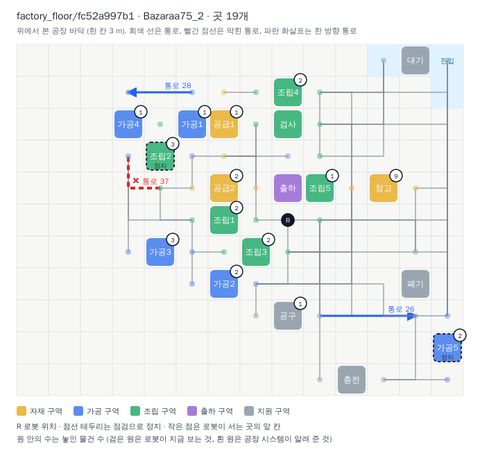 factory_floor/fc52a997b1 · Bazaraa75_2 · 곳 19개
위에서 본 공장 바닥 (한 칸 3 m). 회색 선은 통로, 빨간 점선은 막힌 통로, 파란 화살표는 한 방향 통로
대기
진입
통로 28
조립4 2
가공4 1
가공1 1
공급1 1
검사
조립2 3
정지
✕ 통로 37
공급2 2
출하
조립5 1
창고 9
조립1 2
R
가공3 3
조립3 2
가공2 2
폐기
공구 1
통로 26
가공5 2
정지
충전
자재 구역
가공 구역
조립 구역
출하 구역
지원 구역
R 로봇 위치 · 점선 테두리는 점검으로 정지 · 작은 점은 로봇이 서는 곳의 앞 칸
원 안의 수는 놓인 물건 수 (검은 원은 로봇이 지금 보는 것, 흰 원은 공장 시스템이 알려 준 것)